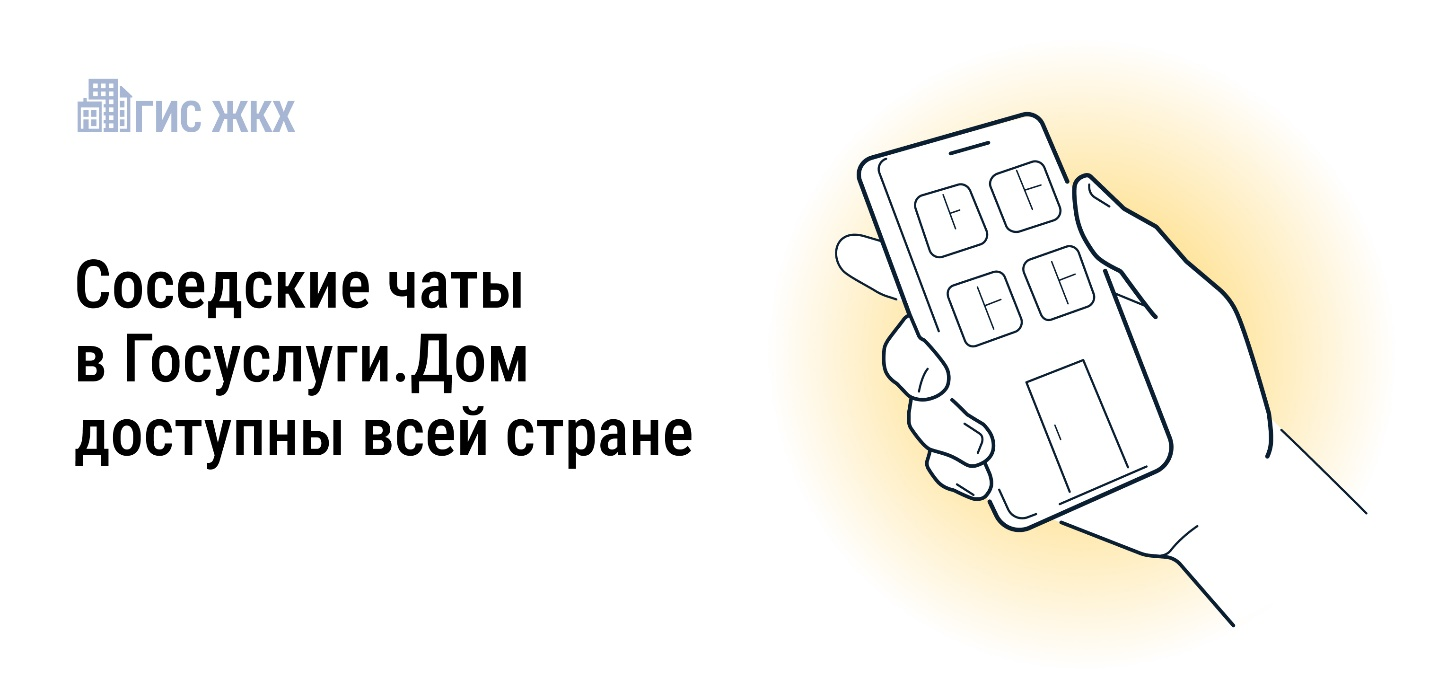 ГИС ЖКХ
Соседские чаты
в Госуслуги.Дом
доступны всей стране